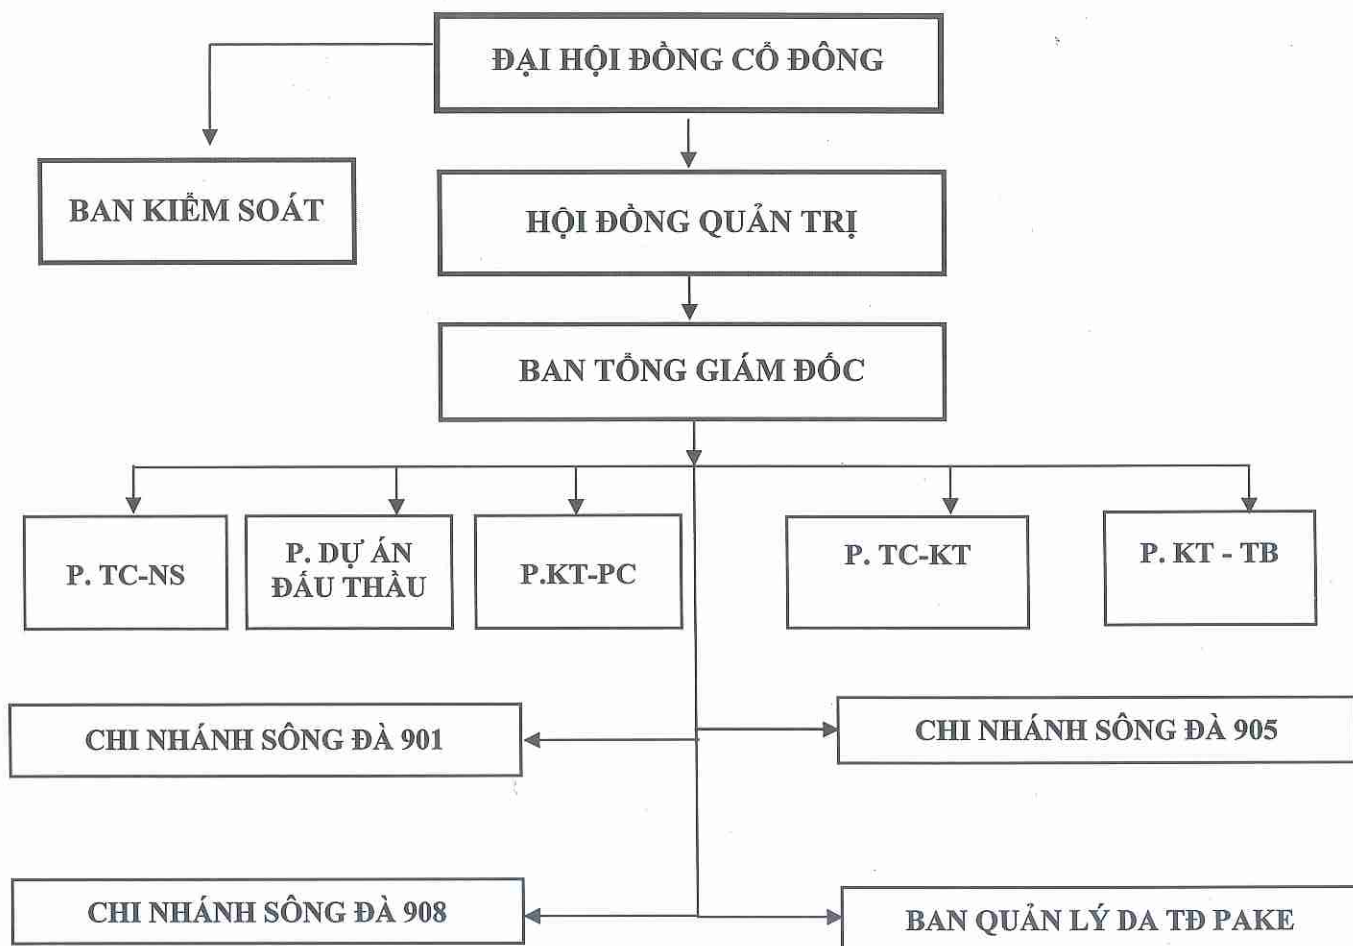 ĐẠI HỘI ĐỒNG CỔ ĐÔNG
BAN KIỂM SOÁT
HỘI ĐỒNG QUẢN TRỊ
BAN TỔNG GIÁM ĐỐC
P. TC-NS
P. DỰ ÁN
ĐẤU THẦU
P.KT-PC
P. TC-KT
P. KT - TB
CHI NHÁNH SÔNG ĐÀ 901
CHI NHÁNH SÔNG ĐÀ 905
CHI NHÁNH SÔNG ĐÀ 908
BAN QUẢN LÝ DA TĐ PAKE